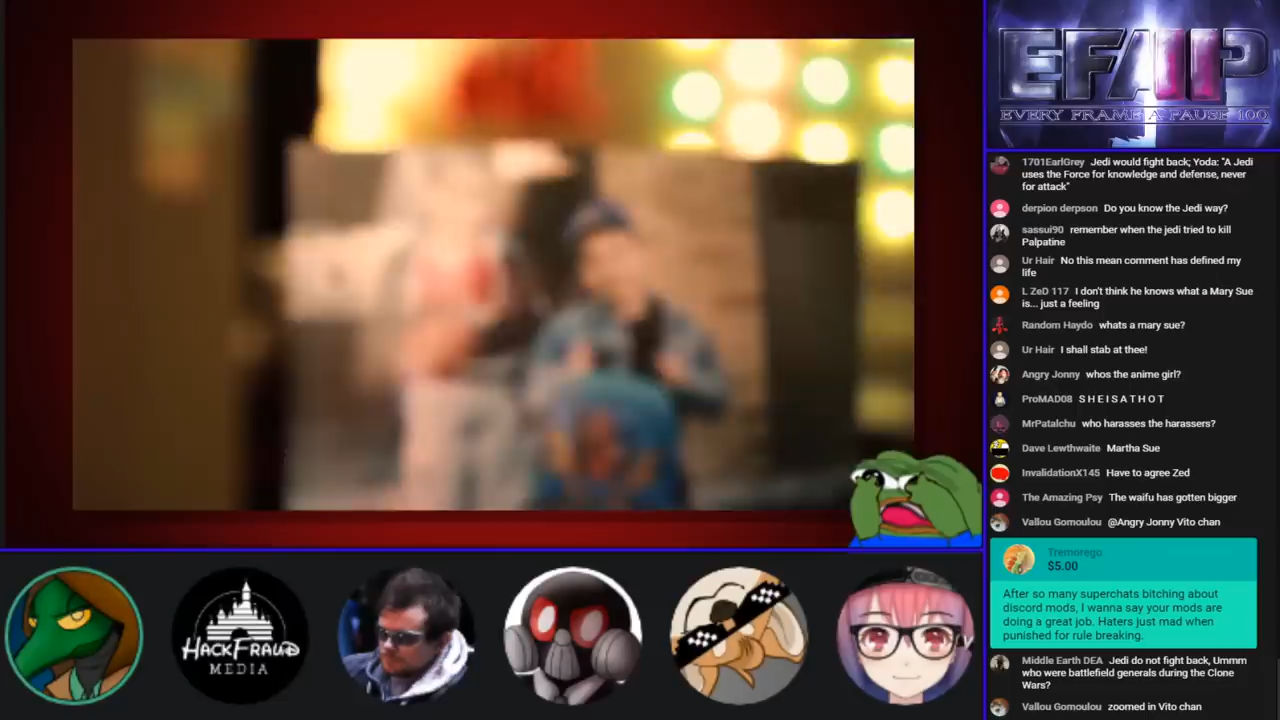 EFAP
EVERY FRAME A PAUSE 100
1701EarlGrey Jedi would fight back; Yoda: "A Jedi
uses the Force for knowledge and defense, never
for attack"
derpion derpson Do you know the Jedi way?
sassui90 remember when the jedi tried to kill
Palpatine
Ur Hair No this mean comment has defined my
life
L ZeD 117 I don't think he knows what a Mary Sue
is... just a feeling
Random Haydo whats a mary sue?
Ur Hair I shall stab at thee!
Angry Jonny whos the anime girl?
ProMAD08 S H E I S A T H O T
MrPatalchu who harasses the harassers?
Dave Lewthwaite Martha Sue
InvalidationX145 Have to agree Zed
The Amazing Psy The waifu has gotten bigger
Vallou Gomoulou @Angry Jonny Vito chan
Tremorego
$5.00
After so many superchats bitching about
discord mods, I wanna say your mods are
doing a great job. Haters just mad when
punished for rule breaking.
Middle Earth DEA Jedi do not fight back, Ummm
who were battlefield generals during the Clone
Wars?
Vallou Gomoulou zoomed in Vito chan
HACKFRAUD
MEDIA